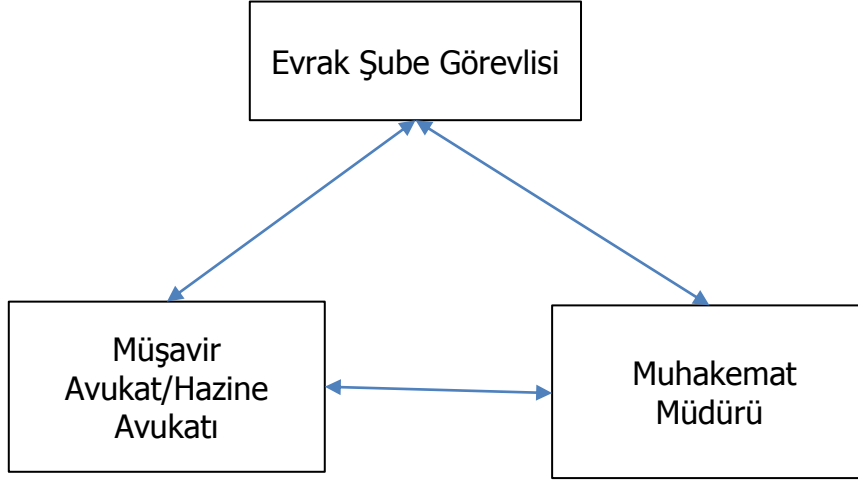 Evrak Şube Görevlisi
Müşavir
Avukat/Hazine
Avukatı
Muhakemat
Müdürü